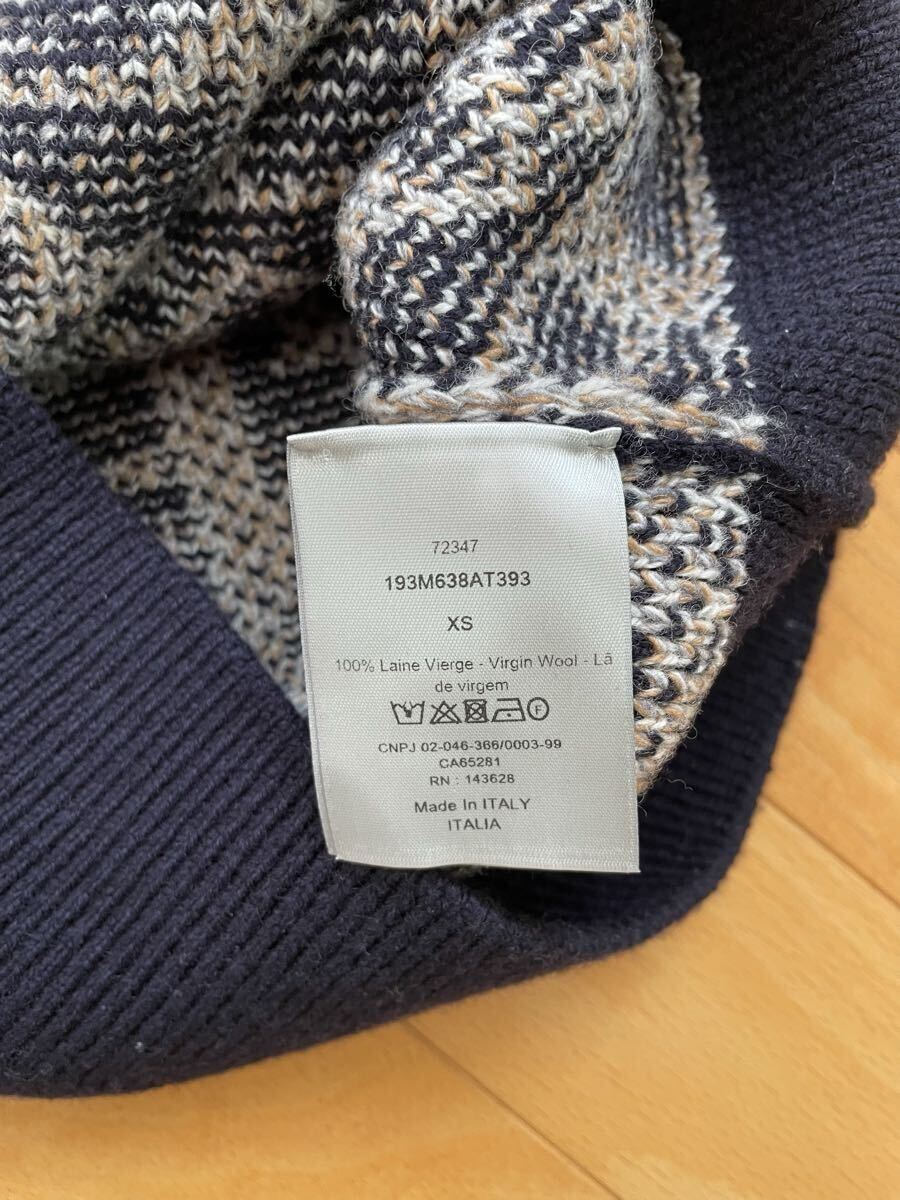 72347
193M638AT393
XS
100% Laine Vierge - Virgin Wool - Lã
de virgem
F
CNPJ 02-046-366/0003-99
CA65281
RN : 143628
Made In ITALY
ITALIA